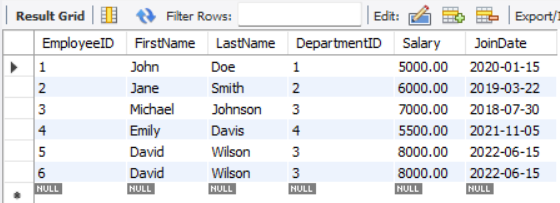 Result Grid Filter Rows: Edit: Export/I
EmployeeID FirstName LastName DepartmentID Salary JoinDate
1 John Doe 1 5000.00 2020-01-15
2 Jane Smith 2 6000.00 2019-03-22
3 Michael Johnson 3 7000.00 2018-07-30
4 Emily Davis 4 5500.00 2021-11-05
5 David Wilson 3 8000.00 2022-06-15
6 David Wilson 3 8000.00 2022-06-15
NULL NULL NULL NULL NULL NULL